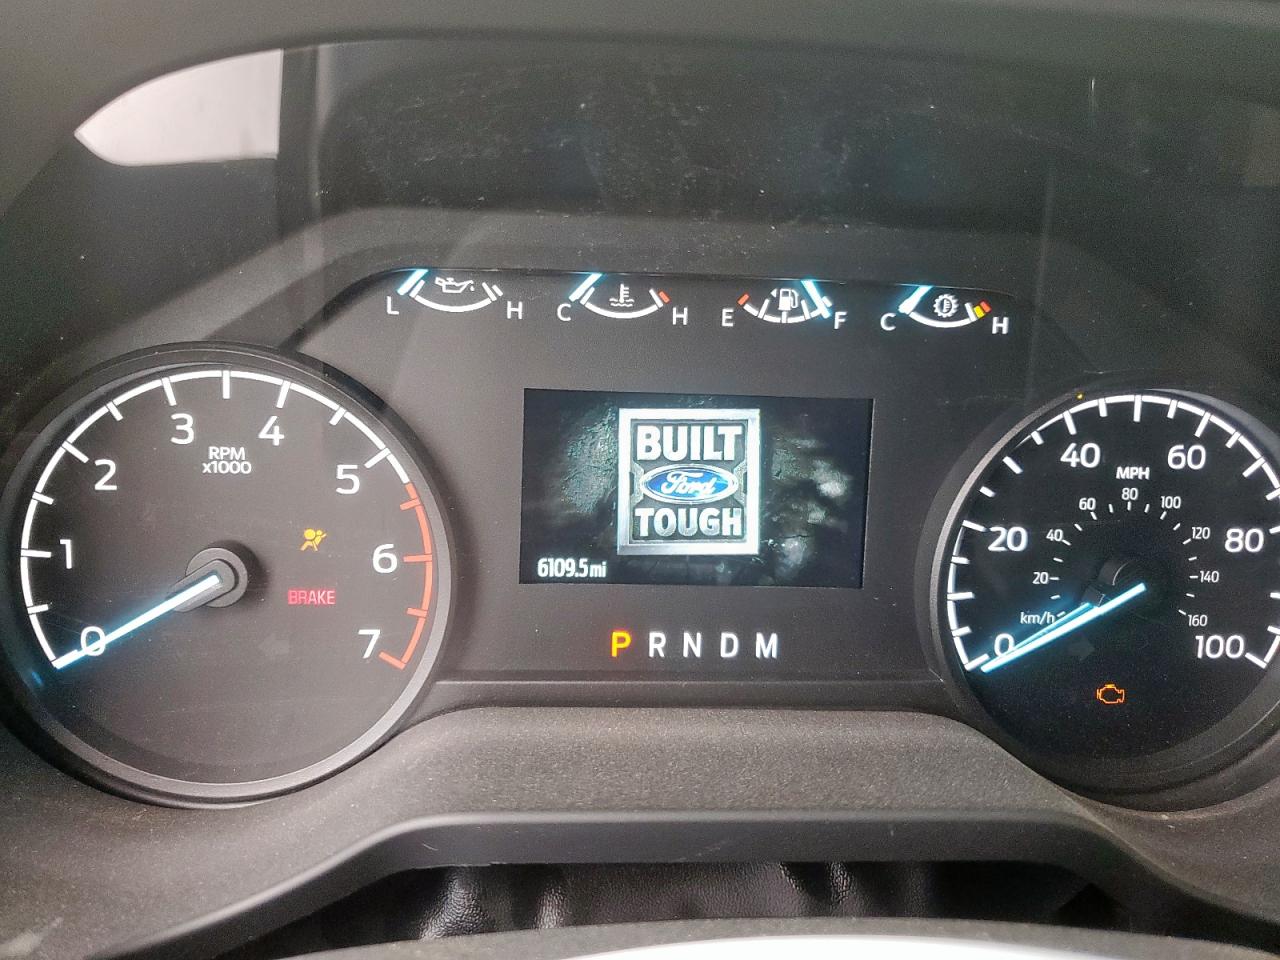 L H C H E F C H
3 4
RPM
x1000
2 5
1 6
0 7
BRAKE
BUILT
Ford
TOUGH
6109.5 mi
P R N D M
40 60
MPH
20 80
0 100
80
60 100
40 120
20 140
km/h 160